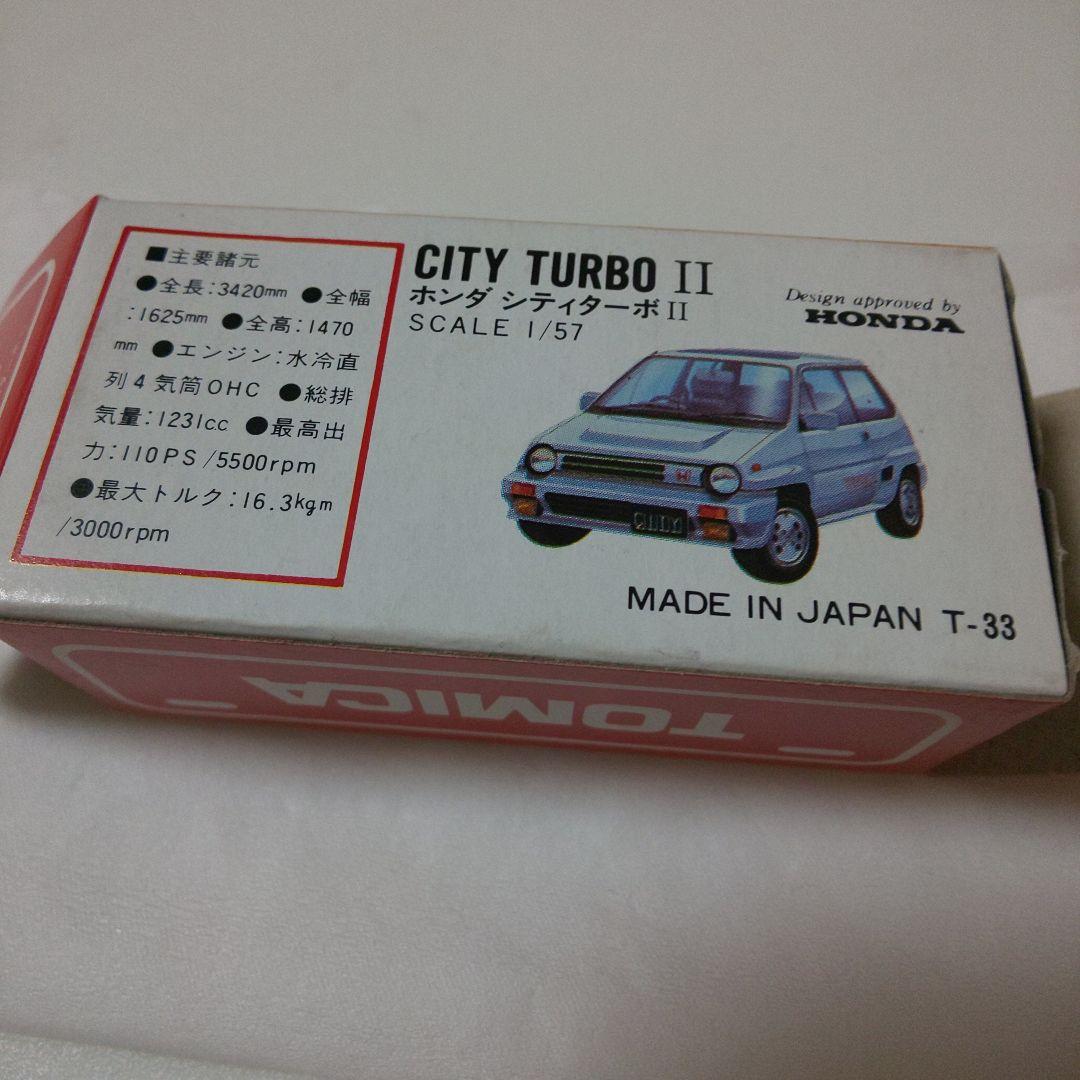 ■主要諸元
●全長:3420mm ●全幅
:1625mm ●全高:1470
mm ●エンジン:水冷直
列4気筒OHC ●総排
気量:1231cc ●最高出
力:110PS/5500rpm
●最大トルク:16.3kgm
/3000rpm
CITY TURBO II
ホンダ シティターボII
SCALE 1/57
Design approved by
HONDA
CITY
MADE IN JAPAN T-33
TOMICA